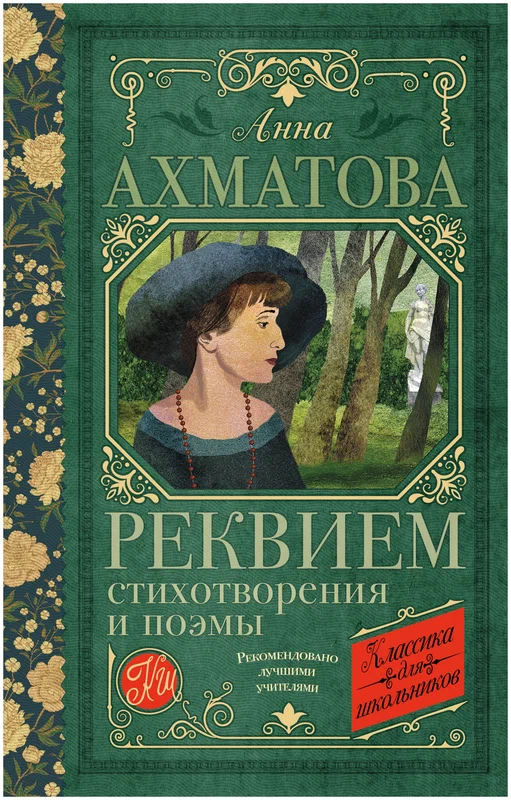 Анна
АХМАТОВА
РЕКВИЕМ
СТИХОТВОРЕНИЯ
И ПОЭМЫ
КШ
РЕКОМЕНДОВАНО
ЛУЧШИМИ
УЧИТЕЛЯМИ
Классика
для
школьников